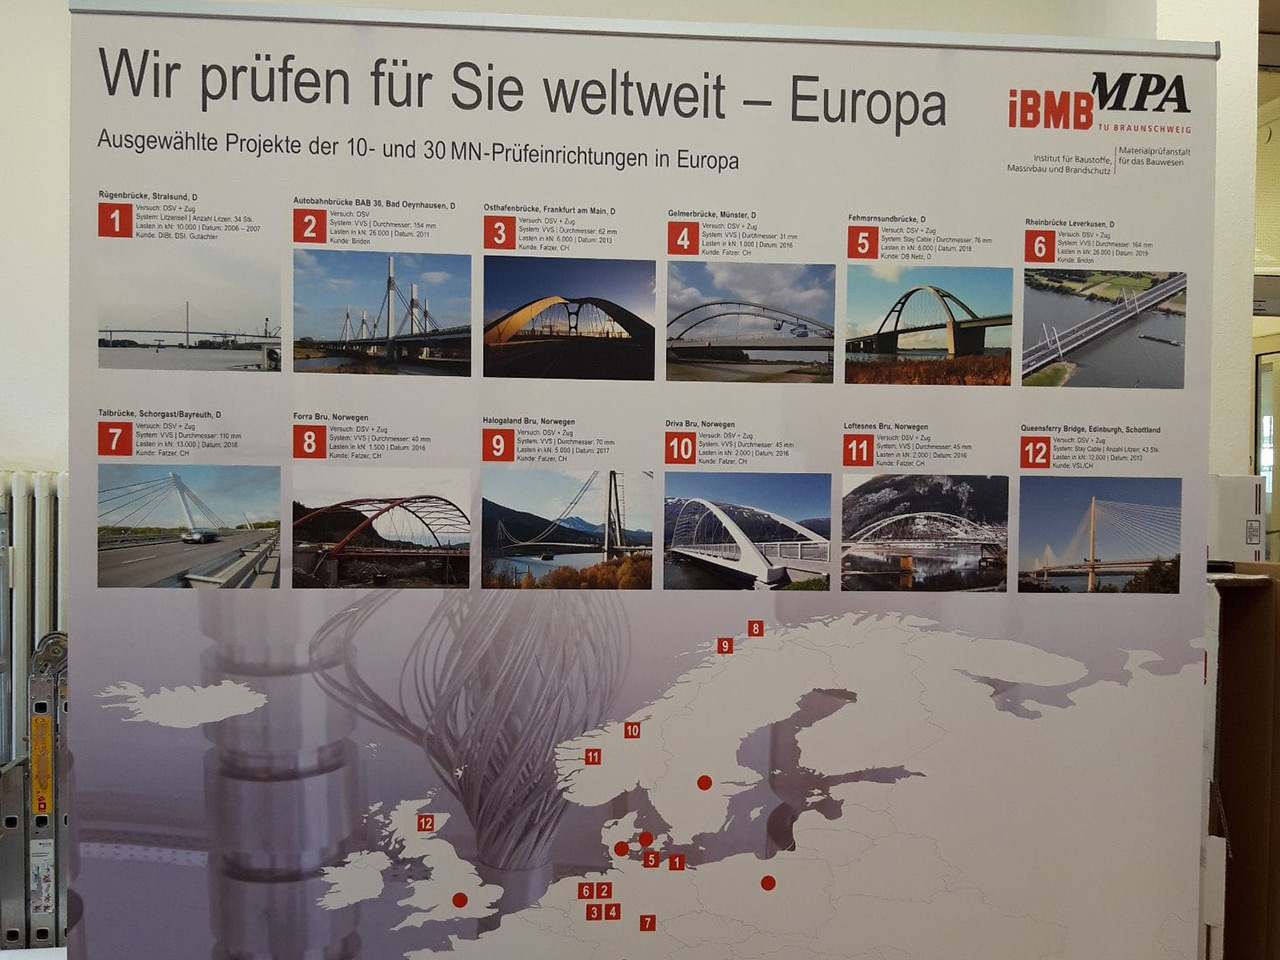 Wir prüfen für Sie weltweit – Europa
Ausgewählte Projekte der 10- und 30 MN-Prüfeinrichtungen in Europa
iBMB MPA
TU BRAUNSCHWEIG
Institut für Baustoffe,
Massivbau und Brandschutz
Materialprüfanstalt
für das Bauwesen
Rügenbrücke, Stralsund, D
1
Versuch: DSV + Zug
System: Litzenseil | Anzahl Litzen: 34 Stk.
Lasten in kN: 10.000 | Datum: 2006 – 2007
Kunde: DIBt, DSI, Gutachter
Autobahnbrücke BAB 30, Bad Oeynhausen, D
2
Versuch: DSV
System: VVS | Durchmesser: 154 mm
Lasten in kN: 26.000 | Datum: 2011
Kunde: Bridon
Osthafenbrücke, Frankfurt am Main, D
3
Versuch: DSV + Zug
System: VVS | Durchmesser: 62 mm
Lasten in kN: 6.000 | Datum: 2013
Kunde: Fatzer, CH
Gelmerbrücke, Münster, D
4
Versuch: DSV + Zug
System: VVS | Durchmesser: 31 mm
Lasten in kN: 1.000 | Datum: 2016
Kunde: Fatzer, CH
Fehmarnsundbrücke, D
5
Versuch: DSV + Zug
System: Stay Cable | Durchmesser: 76 mm
Lasten in kN: 6.000 | Datum: 2018
Kunde: DB Netz, D
Rheinbrücke Leverkusen, D
6
Versuch: DSV + Zug
System: VVS | Durchmesser: 164 mm
Lasten in kN: 26.000 | Datum: 2019
Kunde: Bridon
Talbrücke, Schorgast/Bayreuth, D
7
Versuch: DSV + Zug
System: VVS | Durchmesser: 110 mm
Lasten in kN: 13.000 | Datum: 2018
Kunde: Fatzer, CH
Forra Bru, Norwegen
8
Versuch: DSV + Zug
System: VVS | Durchmesser: 40 mm
Lasten in kN: 1.500 | Datum: 2016
Kunde: Fatzer, CH
Halogaland Bru, Norwegen
9
Versuch: DSV + Zug
System: VVS | Durchmesser: 70 mm
Lasten in kN: 5.000 | Datum: 2017
Kunde: Fatzer, CH
Driva Bru, Norwegen
10
Versuch: DSV + Zug
System: VVS | Durchmesser: 45 mm
Lasten in kN: 2.000 | Datum: 2016
Kunde: Fatzer, CH
Loftesnes Bru, Norwegen
11
Versuch: DSV + Zug
System: VVS | Durchmesser: 45 mm
Lasten in kN: 2.000 | Datum: 2016
Kunde: Fatzer, CH
Queensferry Bridge, Edinburgh, Schottland
12
Versuch: DSV + Zug
System: Stay Cable | Anzahl Litzen: 43 Stk.
Lasten in kN: 12.000 | Datum: 2013
Kunde: VSL/CH
8
9
10
11
12
5 1
6 2
3 4
7